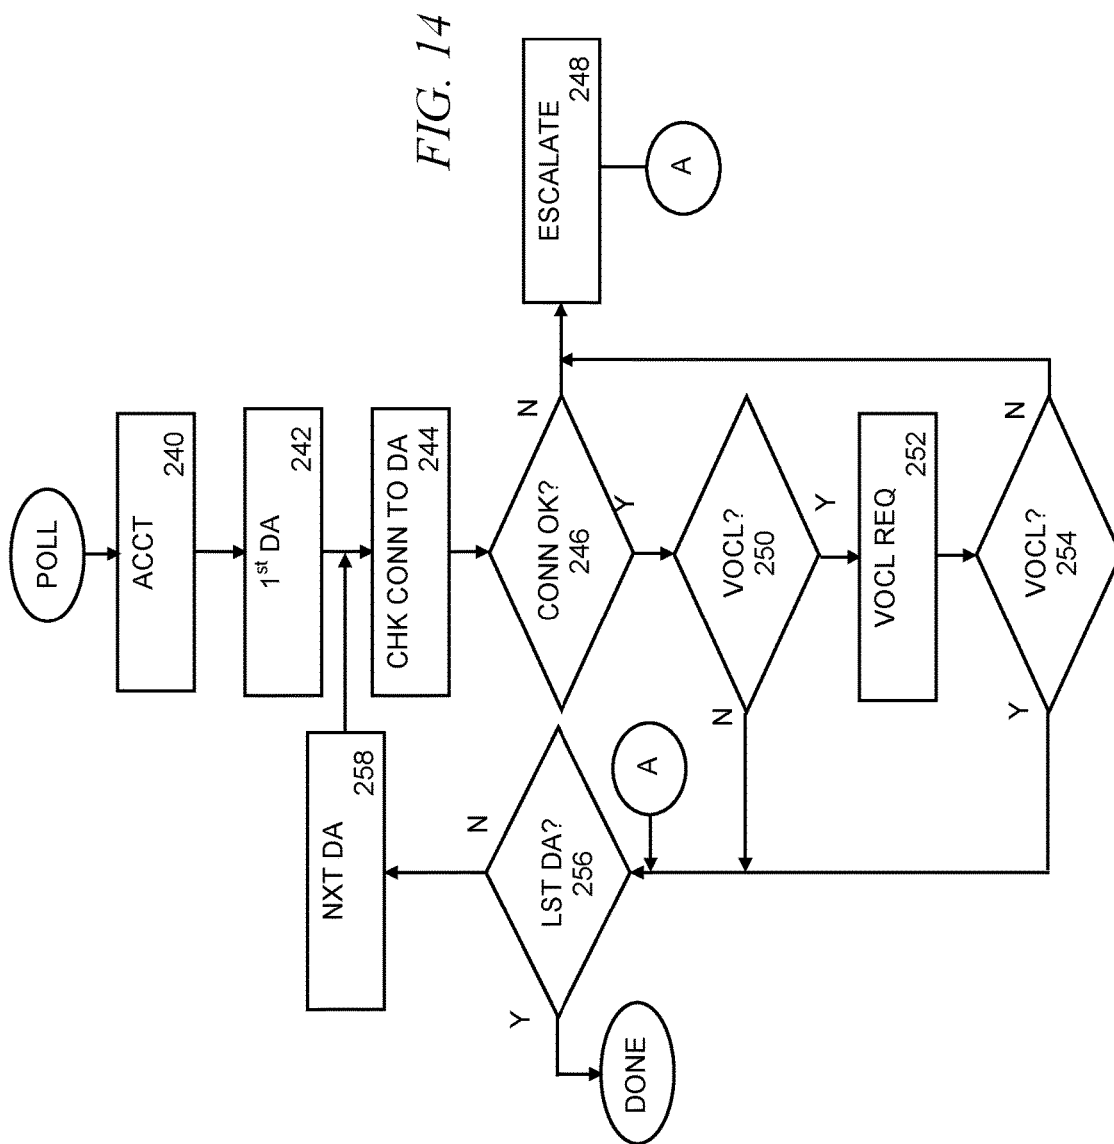 FIG. 14
POLL
ACCT
240
1st DA
242
CHK CONN TO DA
244
CONN OK?
246
N
Y
ESCALATE
248
A
VOCL?
250
N
Y
VOCL REQ
252
VOCL?
254
N
Y
A
LST DA?
256
N
Y
NXT DA
258
DONE